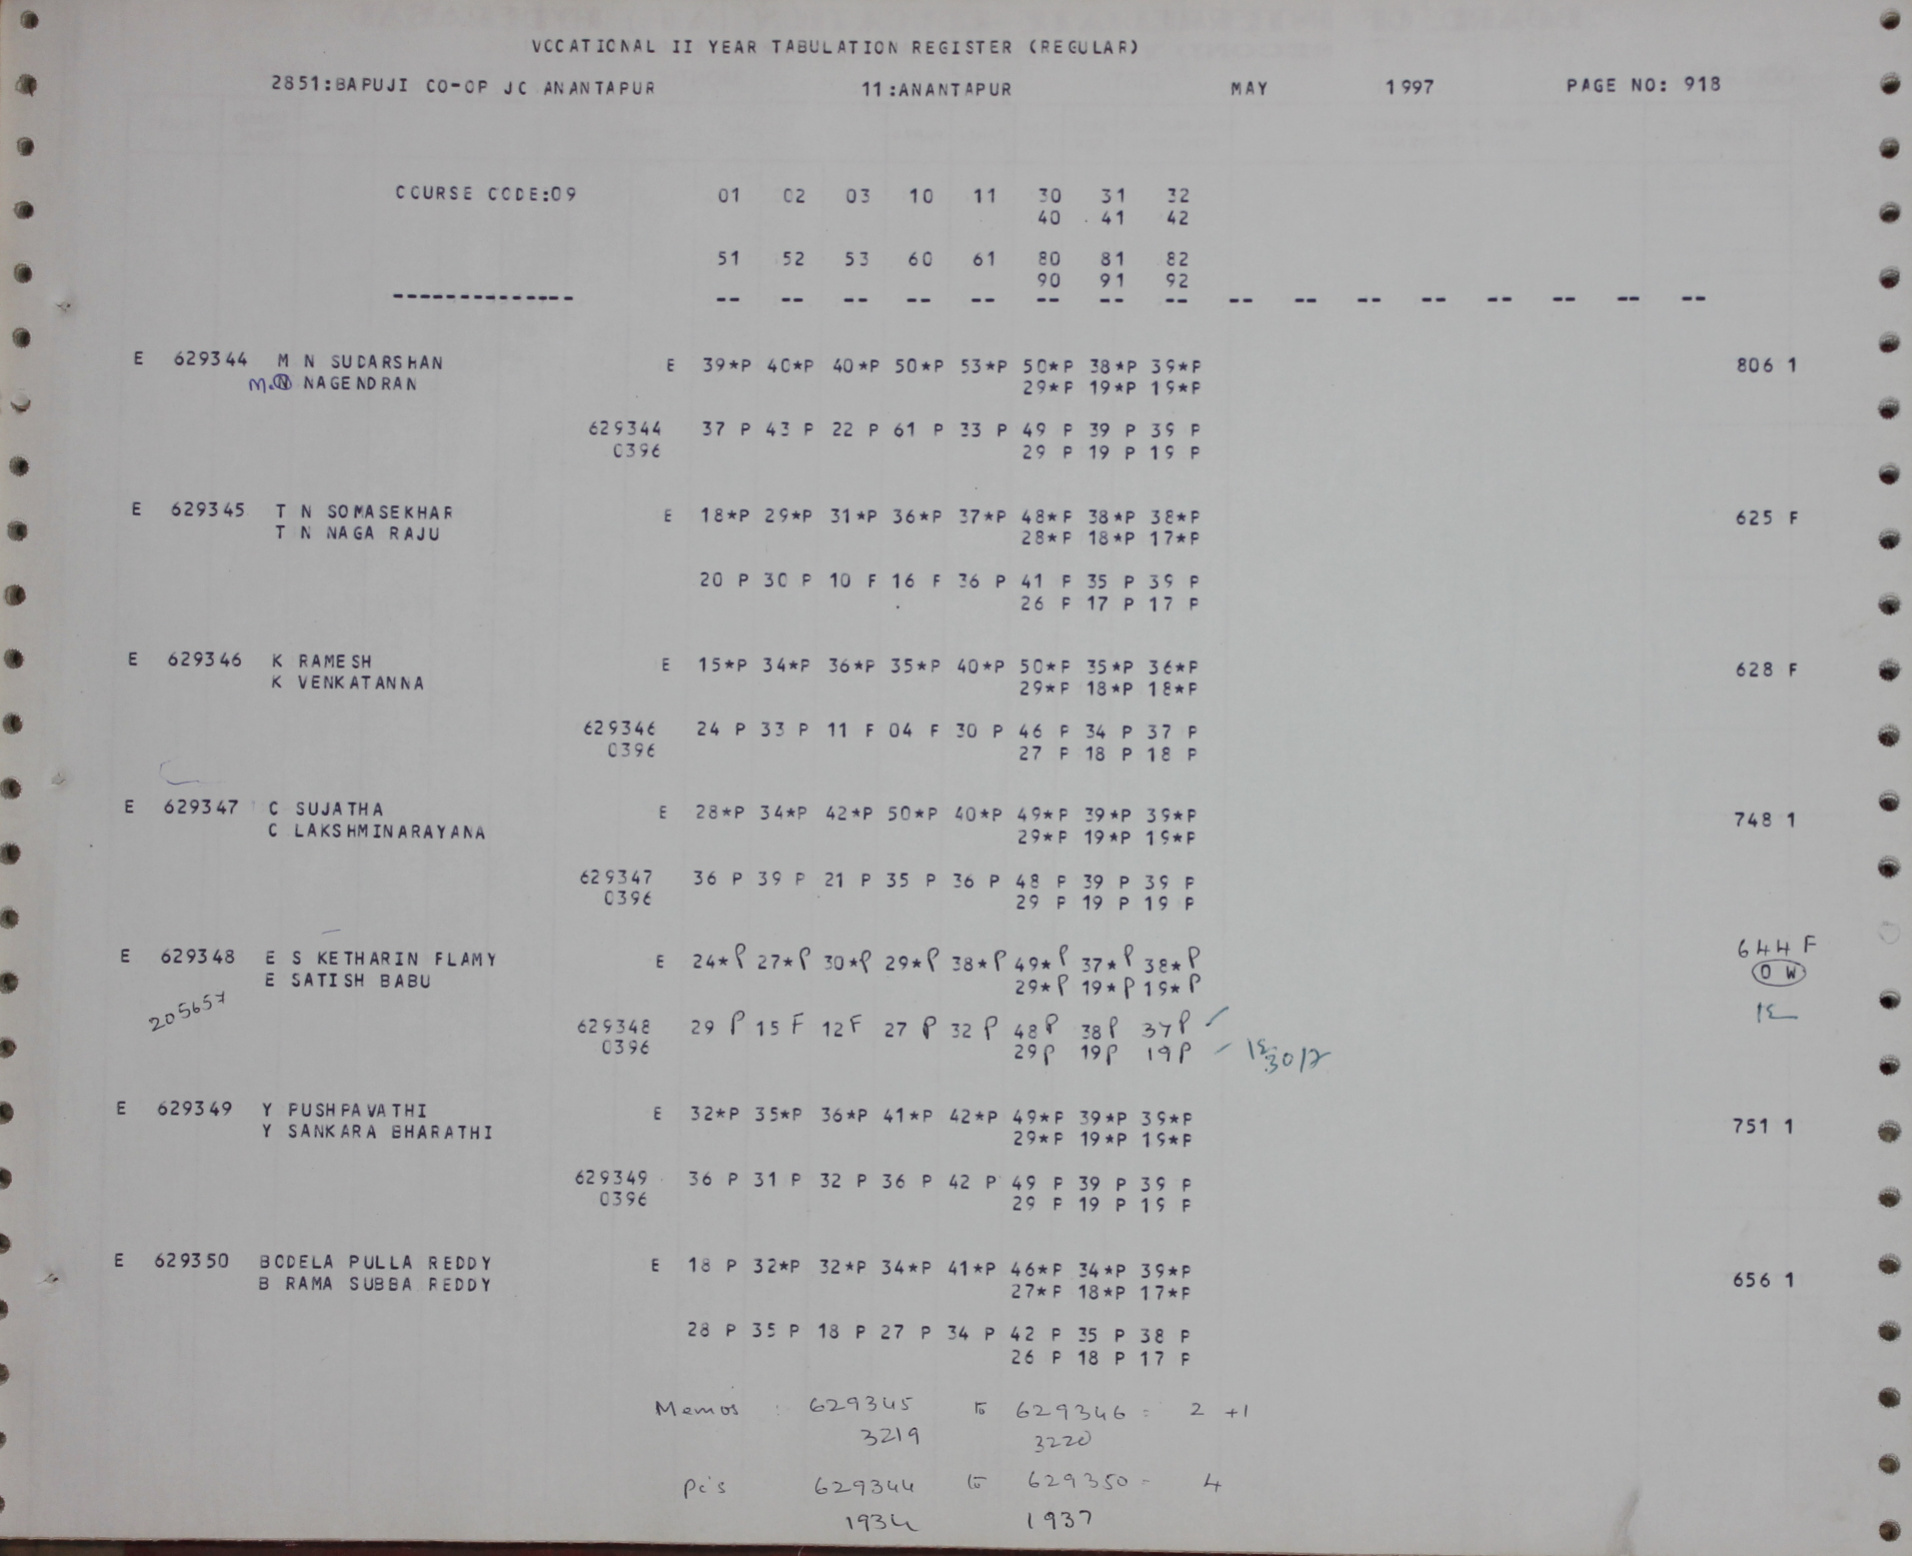 VCCATIONAL II YEAR TABULATION REGISTER (REGULAR)
2851:BAPUJI CO-OP JC ANANTAPUR 11:ANANTAPUR MAY 1997 PAGE NO: 918
COURSE CODE:09 01 02 03 10 11 30 31 32
40 41 42
51 52 53 60 61 80 81 82
90 91 92
-------------- -- -- -- -- -- -- -- -- -- -- -- -- -- -- -- --
E 629344 M N SUDARSHAN E 39*P 40*P 40*P 50*P 53*P 50*P 38*P 39*P 806 1
M.N NAGENDRAN 29*P 19*P 19*P
629344 37 P 43 P 22 P 61 P 33 P 49 P 39 P 39 P
0396 29 P 19 P 19 P
E 629345 T N SOMASEKHAR E 18*P 29*P 31*P 36*P 37*P 48*P 38*P 38*P 625 F
T N NAGA RAJU 28*P 18*P 17*P
20 P 30 P 10 F 16 F 36 P 41 P 35 P 39 P
26 P 17 P 17 P
E 629346 K RAMESH E 15*P 34*P 36*P 35*P 40*P 50*P 35*P 36*P 628 F
K VENKATANNA 29*P 18*P 18*P
629346 24 P 33 P 11 F 04 F 30 P 46 P 34 P 37 P
0396 27 P 18 P 18 P
E 629347 C SUJATHA E 28*P 34*P 42*P 50*P 40*P 49*P 39*P 39*P 748 1
C LAKSHMINARAYANA 29*P 19*P 19*P
629347 36 P 39 P 21 P 35 P 36 P 48 P 39 P 39 P
0396 29 P 19 P 19 P
E 629348 E S KETHARIN FLAMY E 24*P 27*P 30*P 29*P 38*P 49*P 37*P 38*P 644 F
E SATISH BABU 29*P 19*P 19*P O W
205657
629348 29 P 15 F 12 F 27 P 32 P 48 P 38 P 37 P
0396 29 P 19 P 19 P 30/2
E 629349 Y PUSHPAVATHI E 32*P 35*P 36*P 41*P 42*P 49*P 39*P 39*P 751 1
Y SANKARA BHARATHI 29*P 19*P 19*P
629349 36 P 31 P 32 P 36 P 42 P 49 P 39 P 39 P
0396 29 P 19 P 19 P
E 629350 BODELA PULLA REDDY E 18 P 32*P 32*P 34*P 41*P 46*P 34*P 39*P 656 1
B RAMA SUBBA REDDY 27*P 18*P 17*P
28 P 35 P 18 P 27 P 34 P 42 P 35 P 38 P
26 P 18 P 17 P
Memos : 629345 to 629346 = 2 +1
3219 3220
Pc's 629344 to 629350 - 4
1934 1937